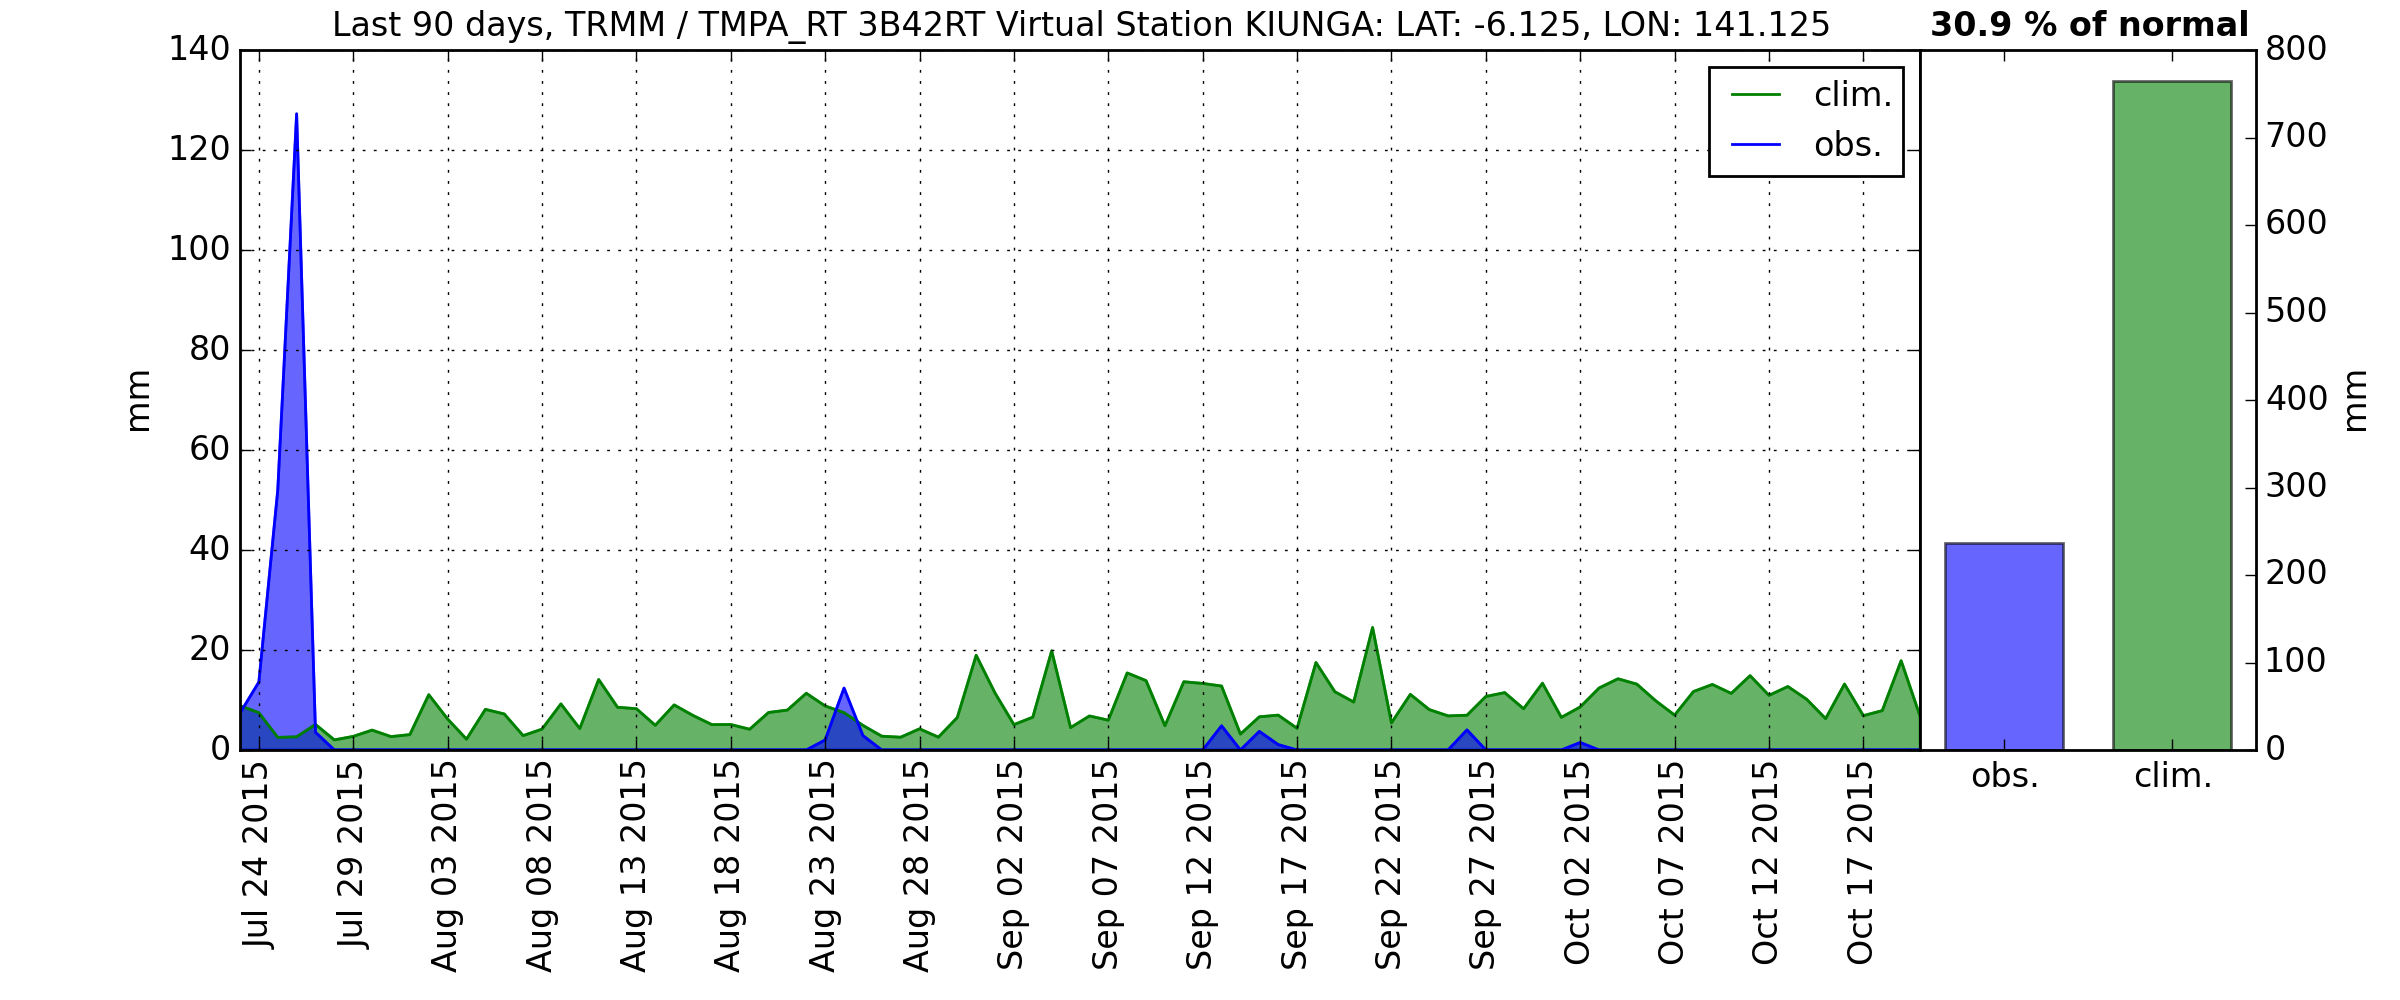 Last 90 days, TRMM / TMPA_RT 3B42RT Virtual Station KIUNGA: LAT: -6.125, LON: 141.125
30.9 % of normal
140
120
100
80
60
40
20
0
mm
clim.
obs.
Jul 24 2015
Jul 29 2015
Aug 03 2015
Aug 08 2015
Aug 13 2015
Aug 18 2015
Aug 23 2015
Aug 28 2015
Sep 02 2015
Sep 07 2015
Sep 12 2015
Sep 17 2015
Sep 22 2015
Sep 27 2015
Oct 02 2015
Oct 07 2015
Oct 12 2015
Oct 17 2015
800
700
600
500
400
300
200
100
0
mm
obs.
clim.